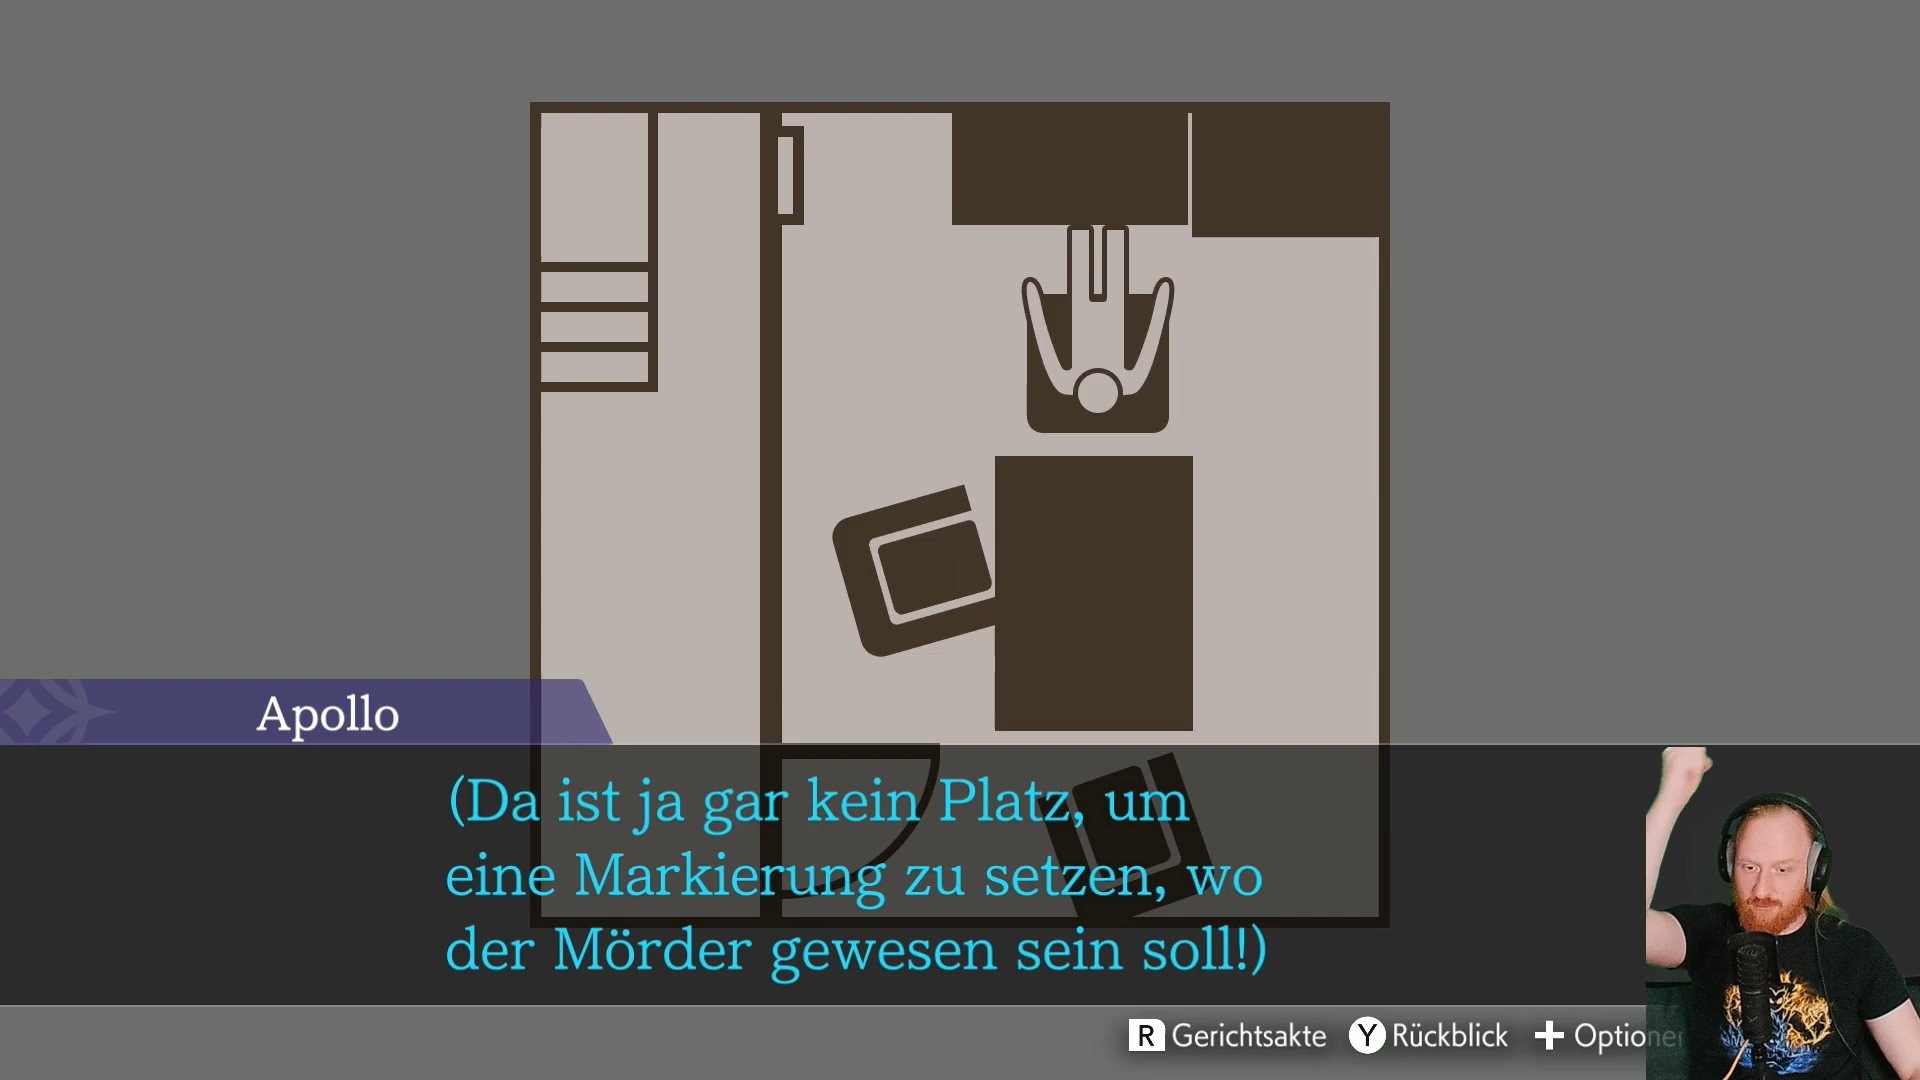 Apollo
(Da ist ja gar kein Platz, um
eine Markierung zu setzen, wo
der Mörder gewesen sein soll!)
R Gerichtsakte Y Rückblick + Optionen